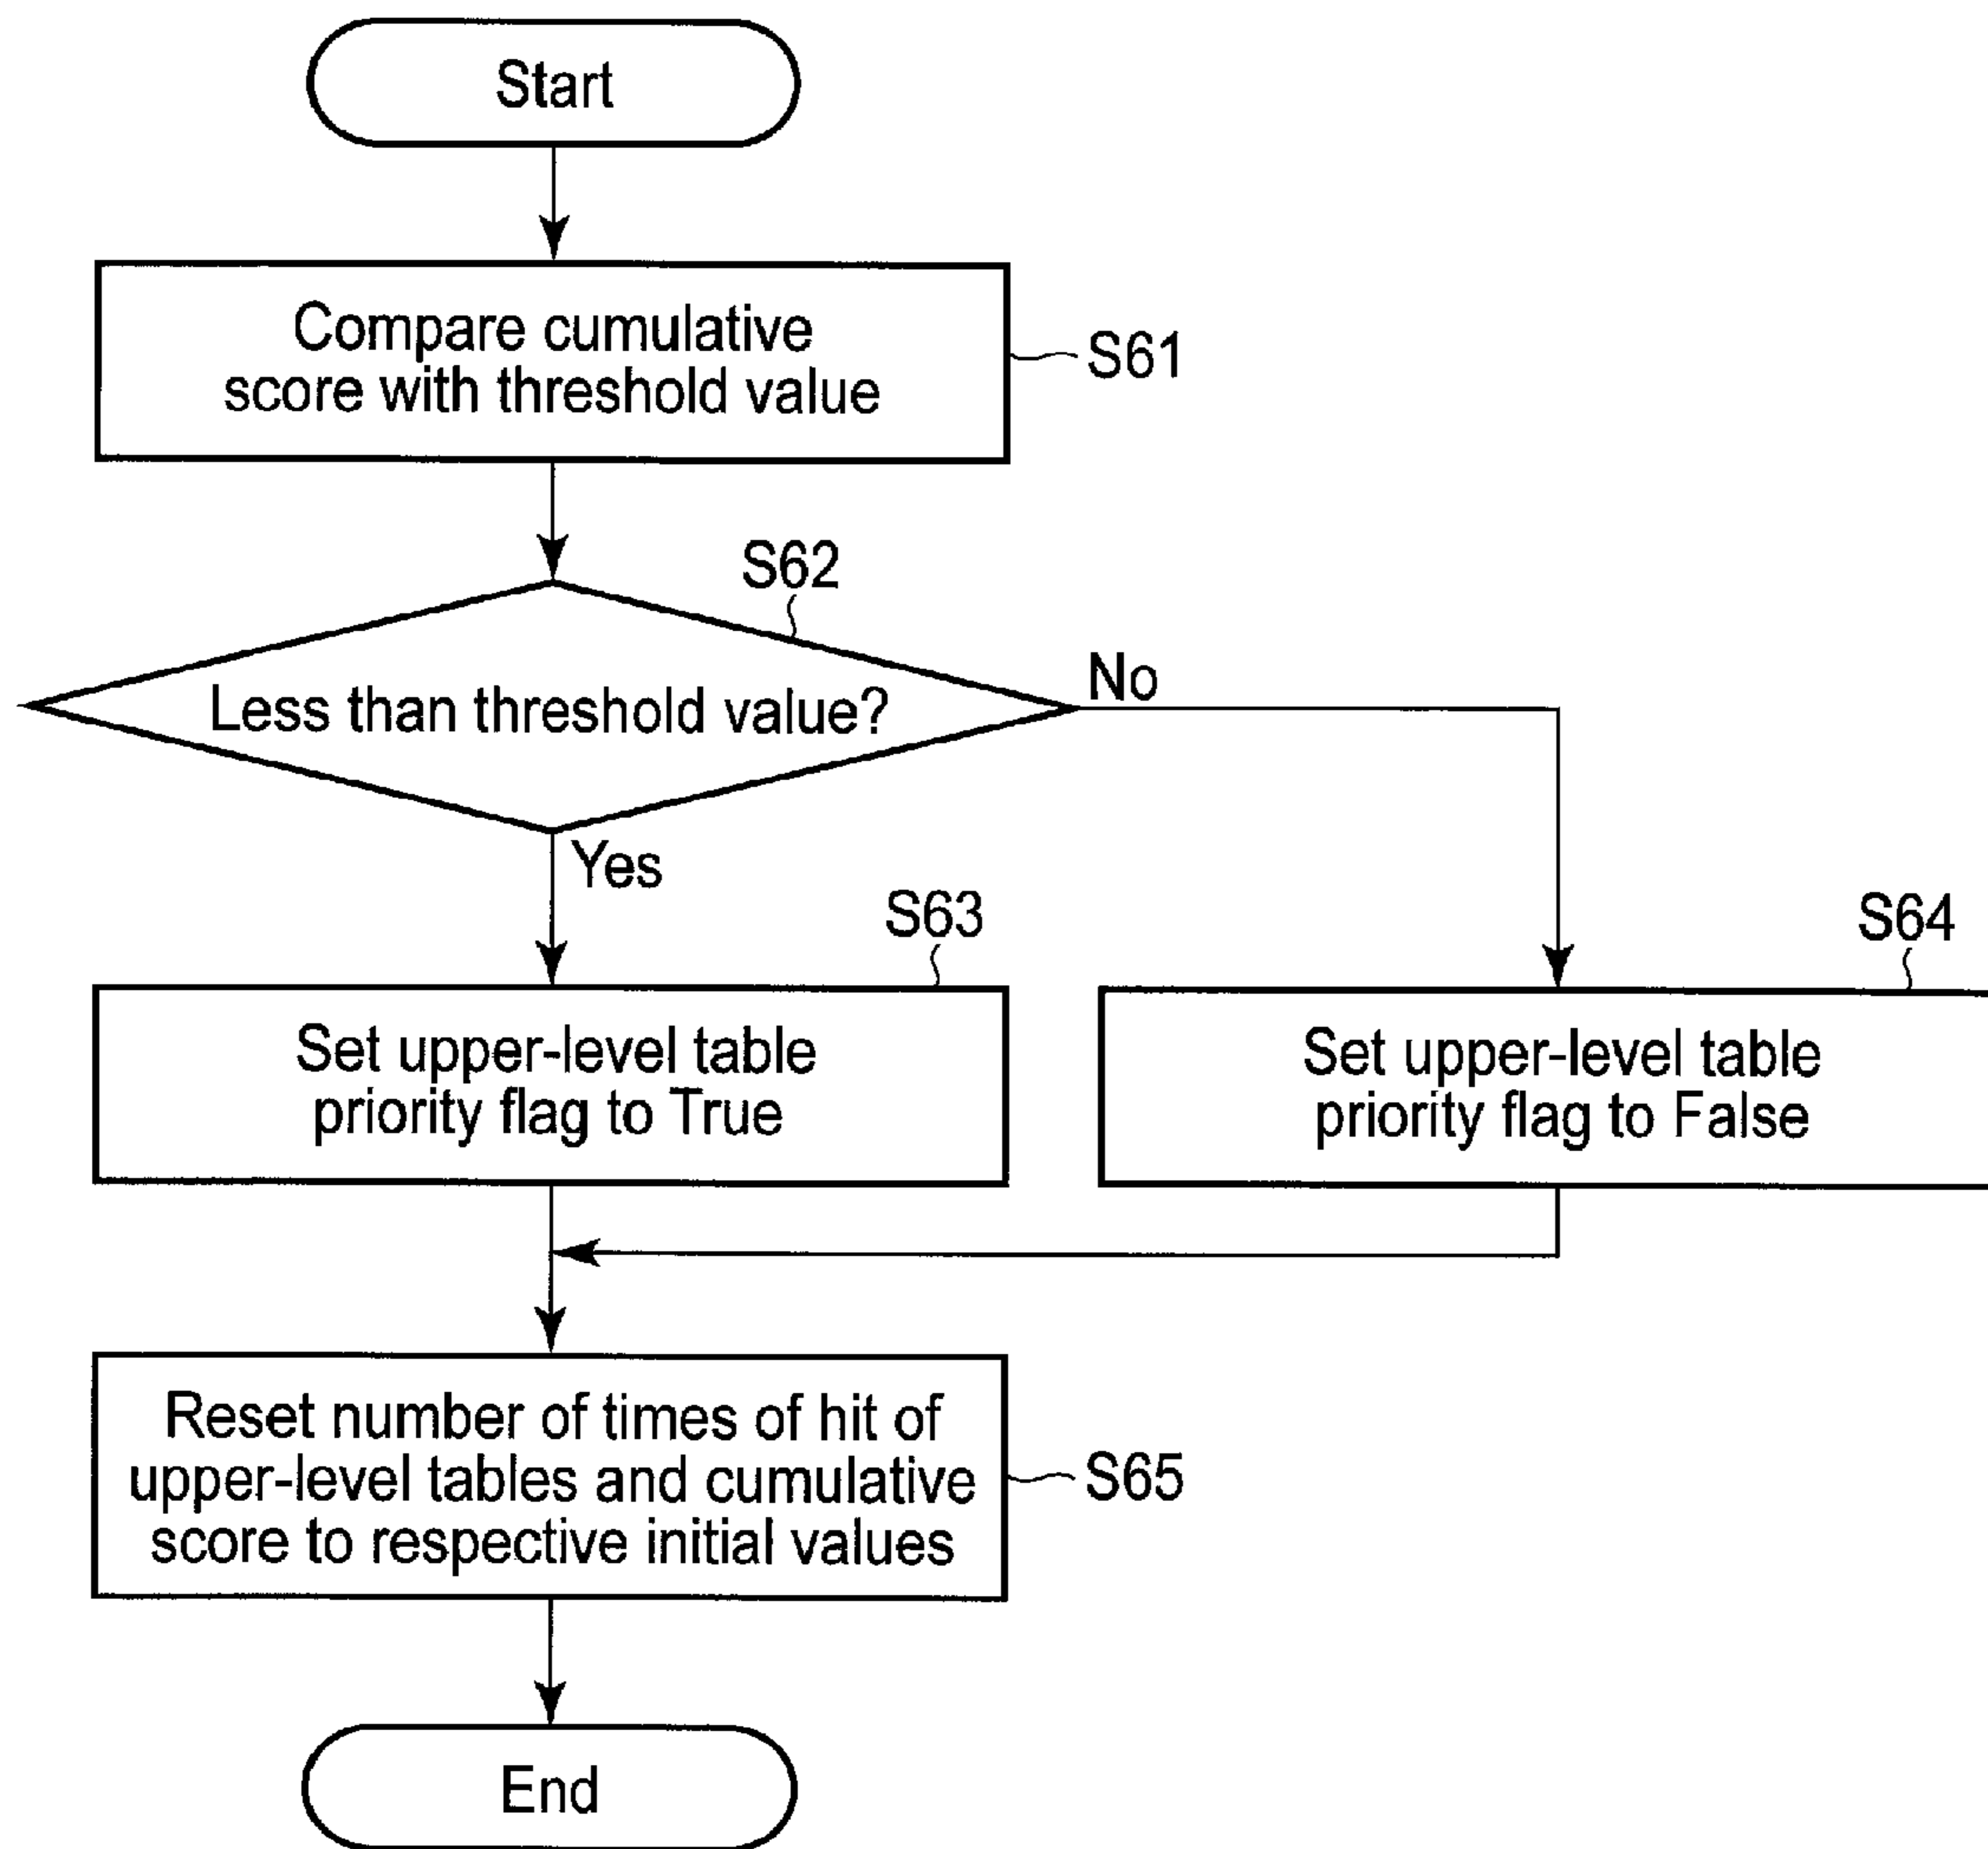 Start
Compare cumulative
score with threshold value
S61
S62
Less than threshold value?
No
Yes
S63
Set upper-level table
priority flag to True
S64
Set upper-level table
priority flag to False
Reset number of times of hit of
upper-level tables and cumulative
score to respective initial values
S65
End